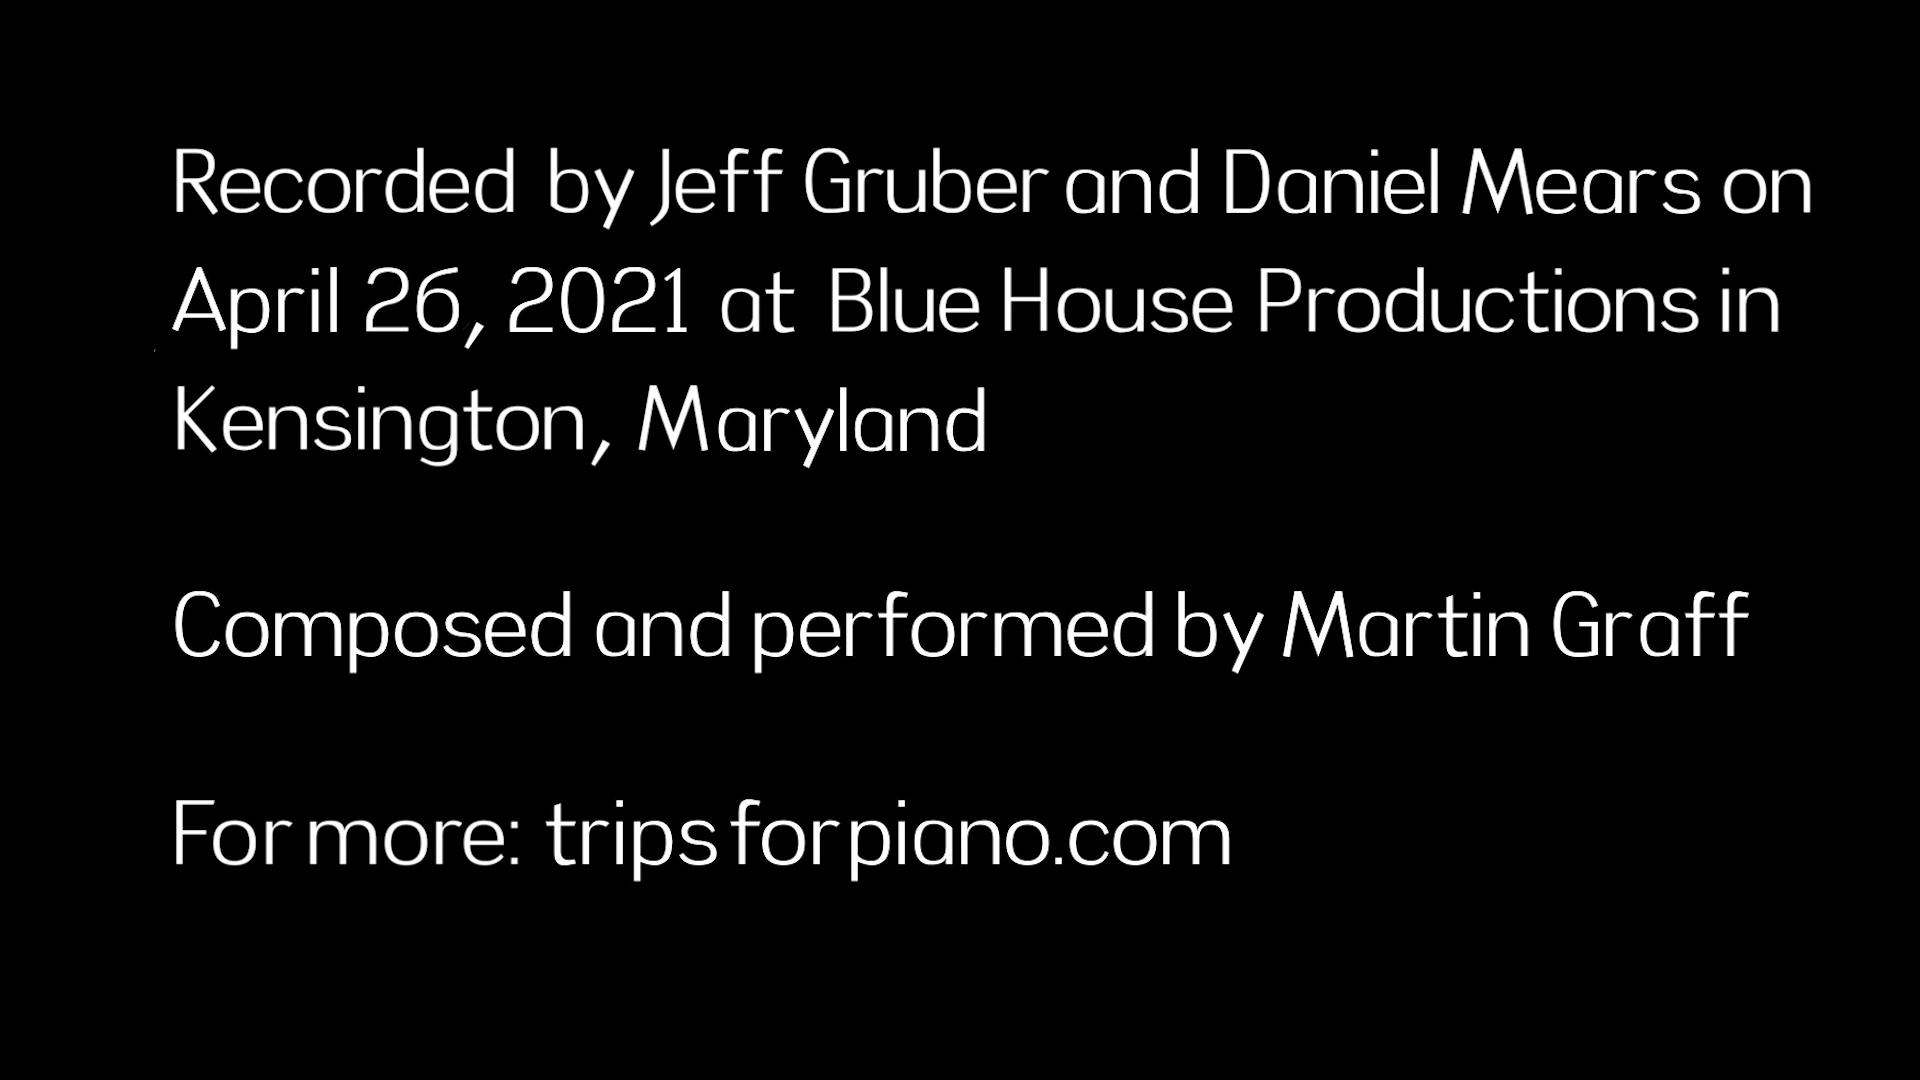 Recorded by Jeff Gruber and Daniel Mears on
April 26, 2021 at Blue House Productions in
Kensington, Maryland
Composed and performed by Martin Graff
For more: tripsforpiano.com